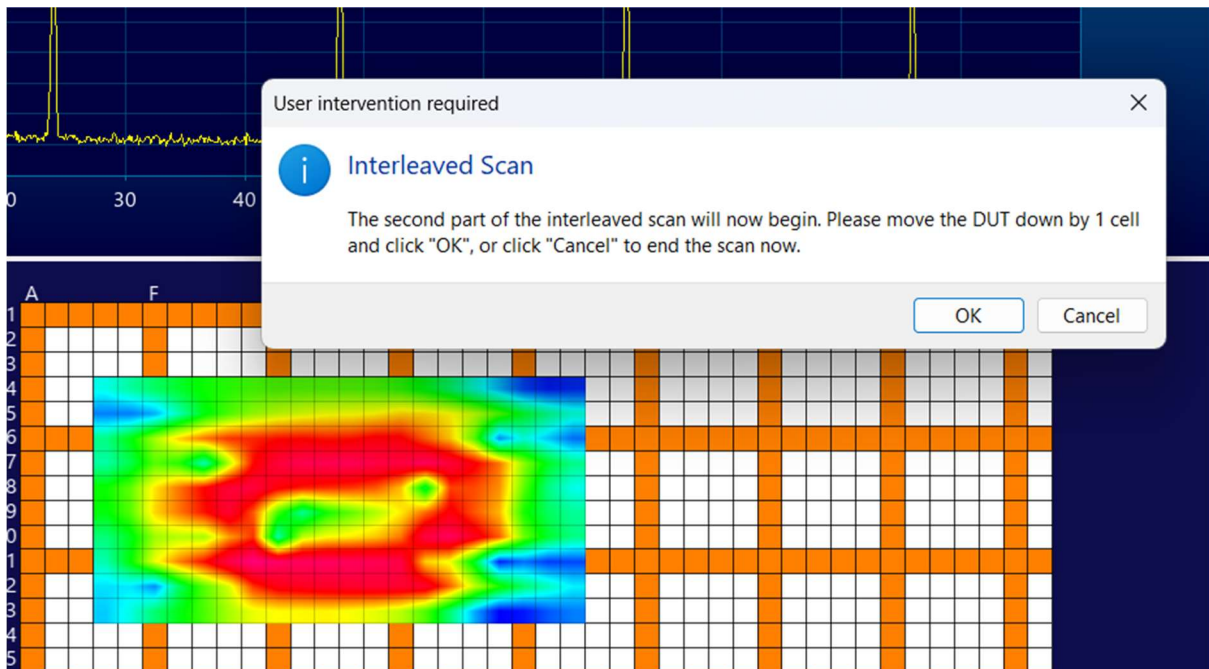 User intervention required
Interleaved Scan
The second part of the interleaved scan will now begin. Please move the DUT down by 1 cell
and click "OK", or click "Cancel" to end the scan now.
0 30 40
OK Cancel
A F
1
2
3
4
5
6
7
8
9
0
1
2
3
4
5